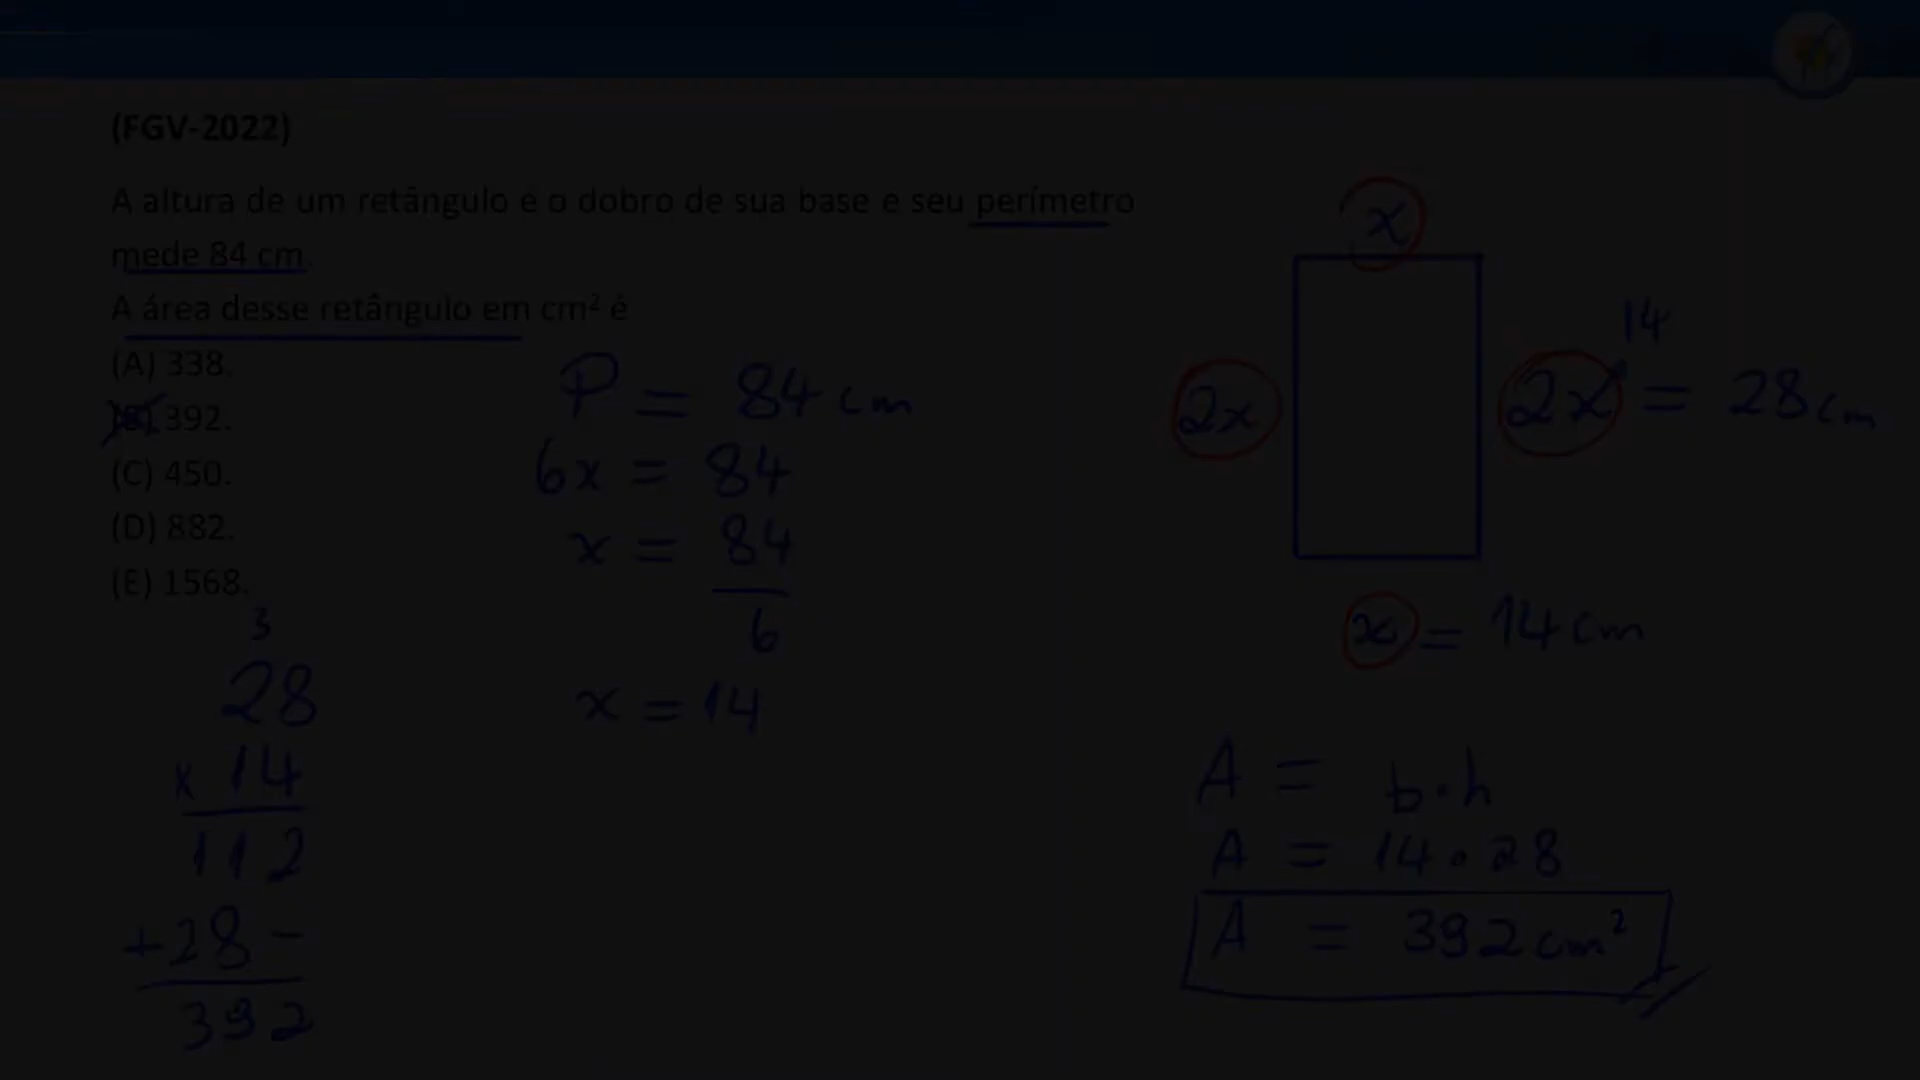 (FGV-2022)
A altura de um retângulo é o dobro de sua base e seu perímetro
mede 84 cm.
A área desse retângulo em cm² é
(A) 338.
(B) 392.
(C) 450.
(D) 882.
(E) 1568.
P = 84 cm
6x = 84
x = 84
6
x = 14
3
28
x 14
112
+28-
392
x
2x
14
2x = 28 cm
x = 14 cm
A = b·h
A = 14·28
A = 392 cm²